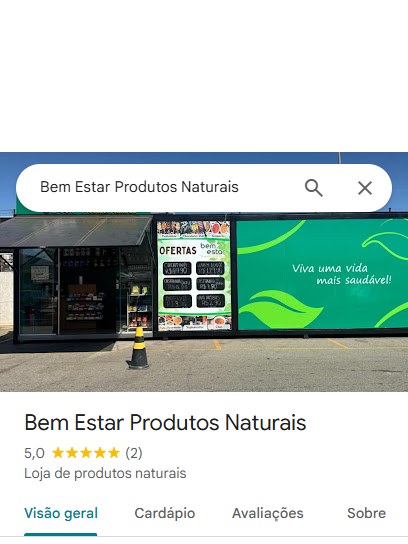 Bem Estar Produtos Naturais
OFERTAS
bem
estar
Viva uma vida
mais saudável!
Bem Estar Produtos Naturais
5,0 ★★★★★ (2)
Loja de produtos naturais
Visão geral Cardápio Avaliações Sobre